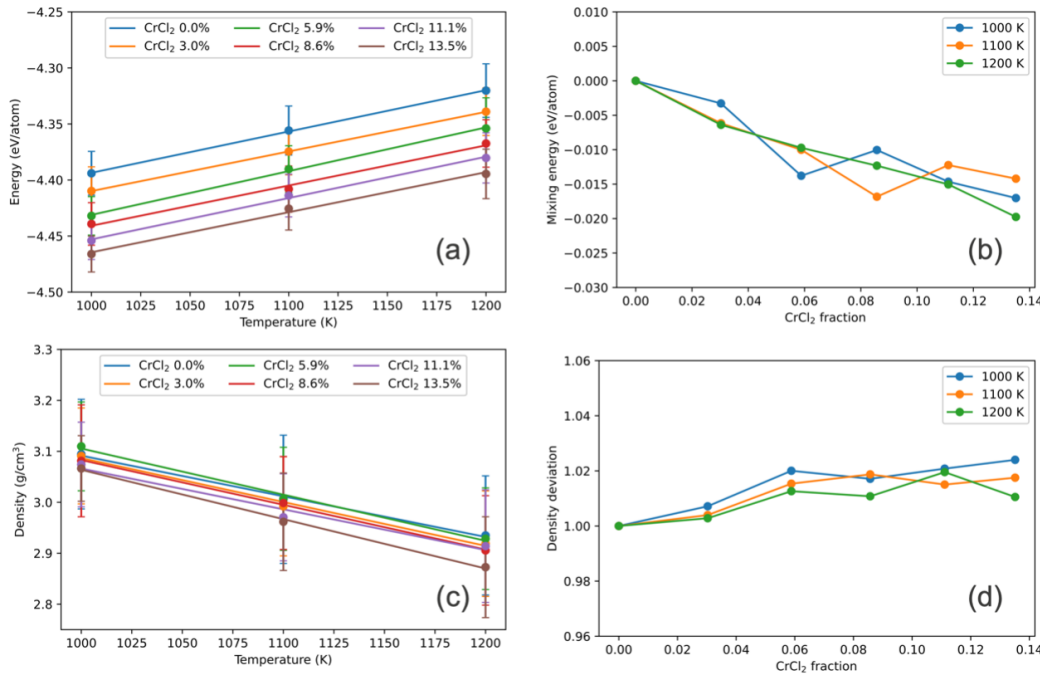 −4.25
−4.30
−4.35
−4.40
−4.45
−4.50
Energy (eV/atom)
CrCl₂ 0.0%
CrCl₂ 3.0%
CrCl₂ 5.9%
CrCl₂ 8.6%
CrCl₂ 11.1%
CrCl₂ 13.5%
(a)
1000 1025 1050 1075 1100 1125 1150 1175 1200
Temperature (K)
0.010
0.005
0.000
−0.005
−0.010
−0.015
−0.020
−0.025
−0.030
Mixing energy (eV/atom)
1000 K
1100 K
1200 K
(b)
0.00 0.02 0.04 0.06 0.08 0.10 0.12 0.14
CrCl₂ fraction
3.3
3.2
3.1
3.0
2.9
2.8
Density (g/cm³)
CrCl₂ 0.0%
CrCl₂ 3.0%
CrCl₂ 5.9%
CrCl₂ 8.6%
CrCl₂ 11.1%
CrCl₂ 13.5%
(c)
1000 1025 1050 1075 1100 1125 1150 1175 1200
Temperature (K)
1.06
1.04
1.02
1.00
0.98
0.96
Density deviation
1000 K
1100 K
1200 K
(d)
0.00 0.02 0.04 0.06 0.08 0.10 0.12 0.14
CrCl₂ fraction